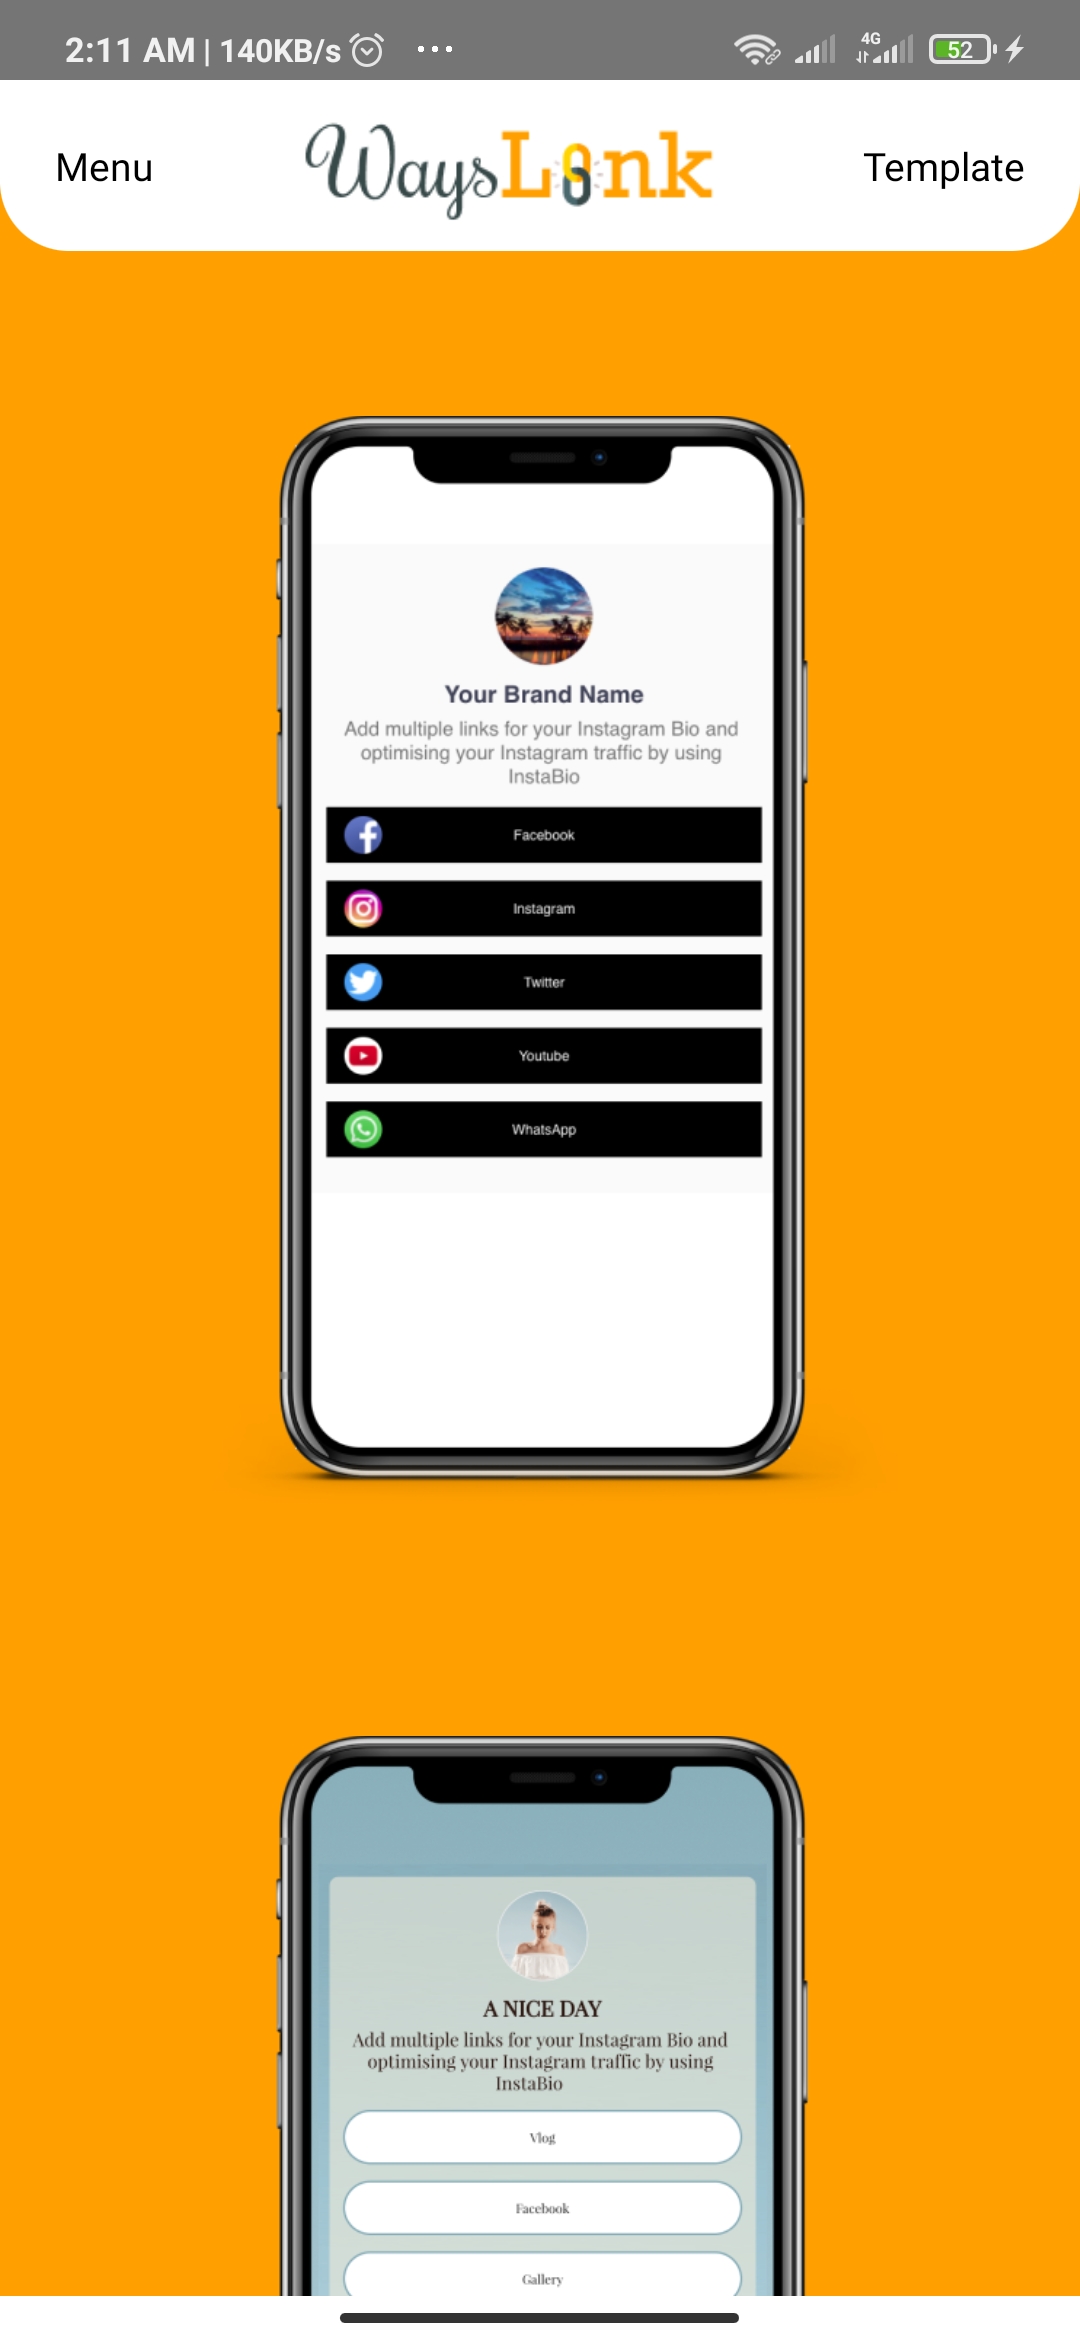 2:11 AM | 140KB/s ...
4G
52
Menu
WaysLink
Template
Your Brand Name
Add multiple links for your Instagram Bio and
optimising your Instagram traffic by using
InstaBio
Facebook
Instagram
Twitter
Youtube
WhatsApp
A NICE DAY
Add multiple links for your Instagram Bio and
optimising your Instagram traffic by using
InstaBio
Vlog
Facebook
Gallery